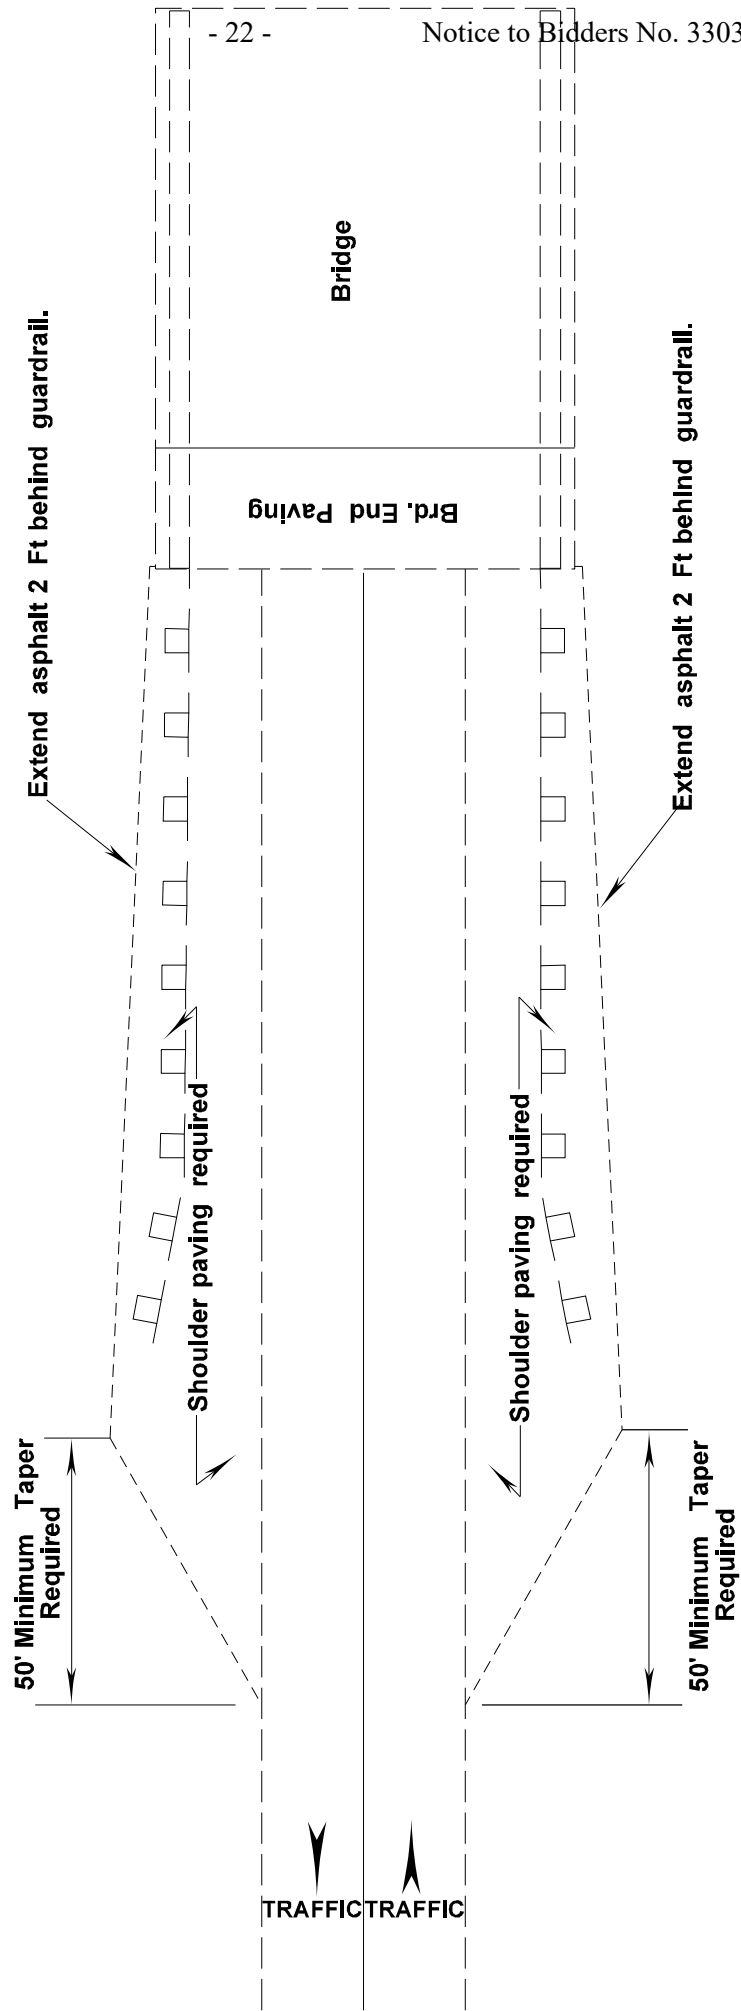 - 22 -
Notice to Bidders No. 3303
Bridge
Extend asphalt 2 Ft behind guardrail.
Extend asphalt 2 Ft behind guardrail.
Brd. End Paving
Shoulder paving required
Shoulder paving required
50' Minimum Taper
Required
50' Minimum Taper
Required
TRAFFIC
TRAFFIC